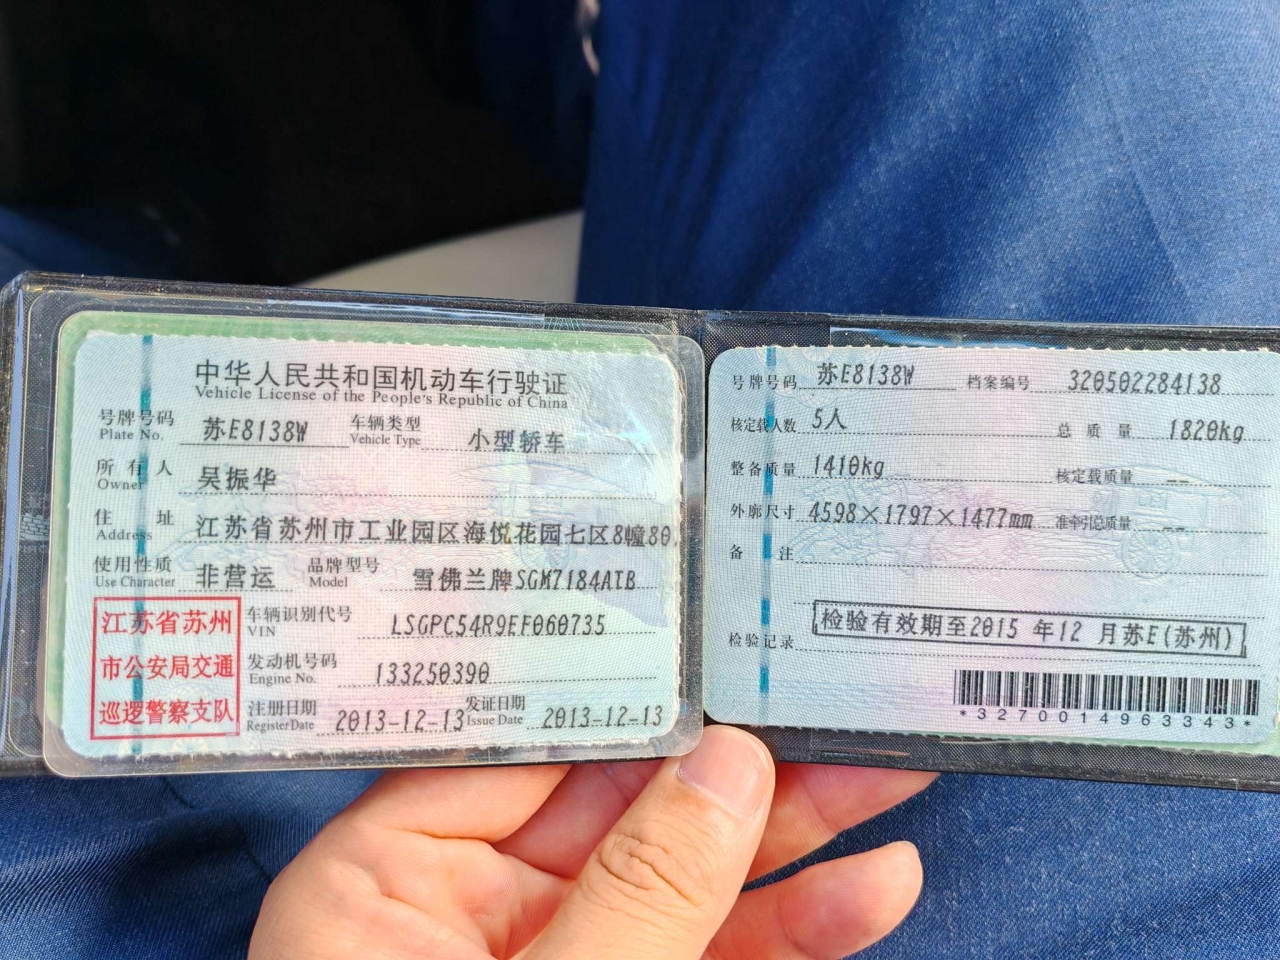 中华人民共和国机动车行驶证
Vehicle License of the People's Republic of China
号牌号码 苏E8138W 车辆类型 小型轿车
Plate No. Vehicle Type
所有人 吴振华
Owner
住址 江苏省苏州市工业园区海悦花园七区8幢80
Address
使用性质 非营运 品牌型号 雪佛兰牌SGM7184ATB
Use Character Model
江苏省苏州
市公安局交通
巡逻警察支队
车辆识别代号 LSGPC54R9EF060735
VIN
发动机号码 133250390
Engine No.
注册日期 2013-12-13 发证日期 2013-12-13
Register Date Issue Date
号牌号码 苏E8138W 档案编号 320502284138
核定载人数 5人 总质量 1820kg
整备质量 1410kg 核定载质量 --
外廓尺寸 4598×1797×1477mm 准牵引总质量 --
备注
检验记录 检验有效期至2015 年12 月苏E(苏州)
*3270014963343*